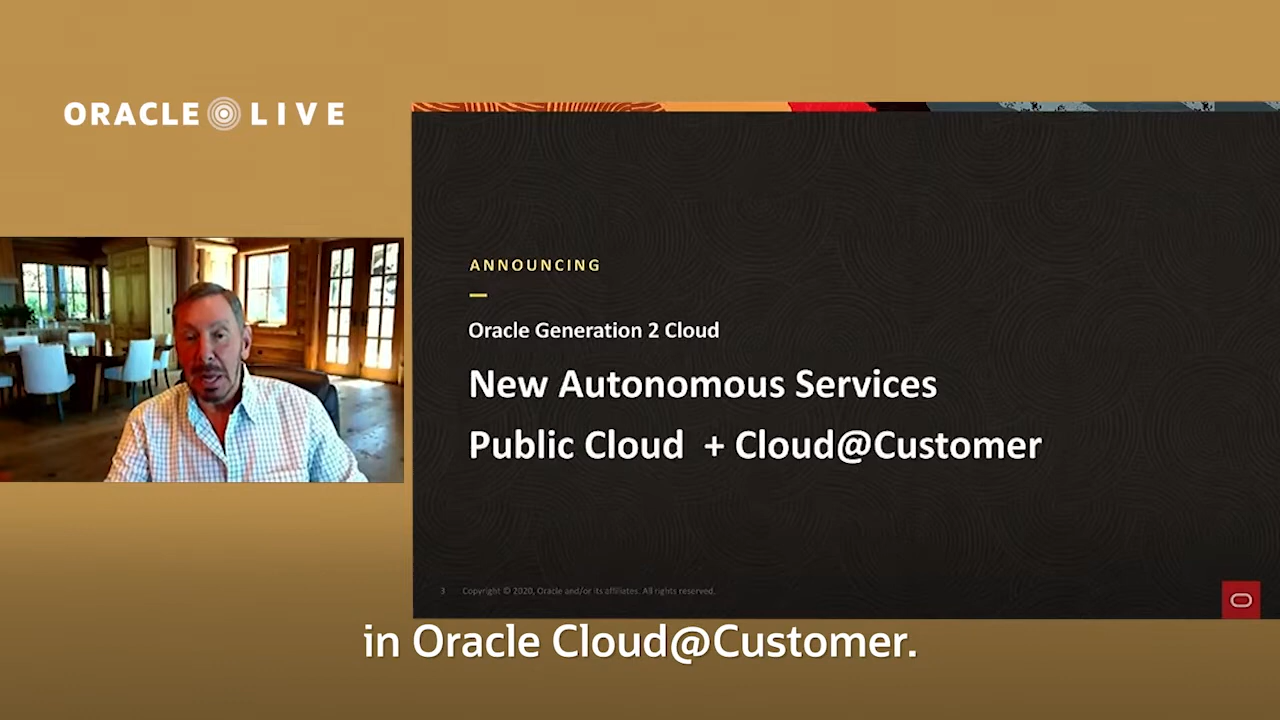 ORACLE LIVE
ANNOUNCING
Oracle Generation 2 Cloud
New Autonomous Services
Public Cloud + Cloud@Customer
3 Copyright © 2020, Oracle and/or its affiliates. All rights reserved.
in Oracle Cloud@Customer.